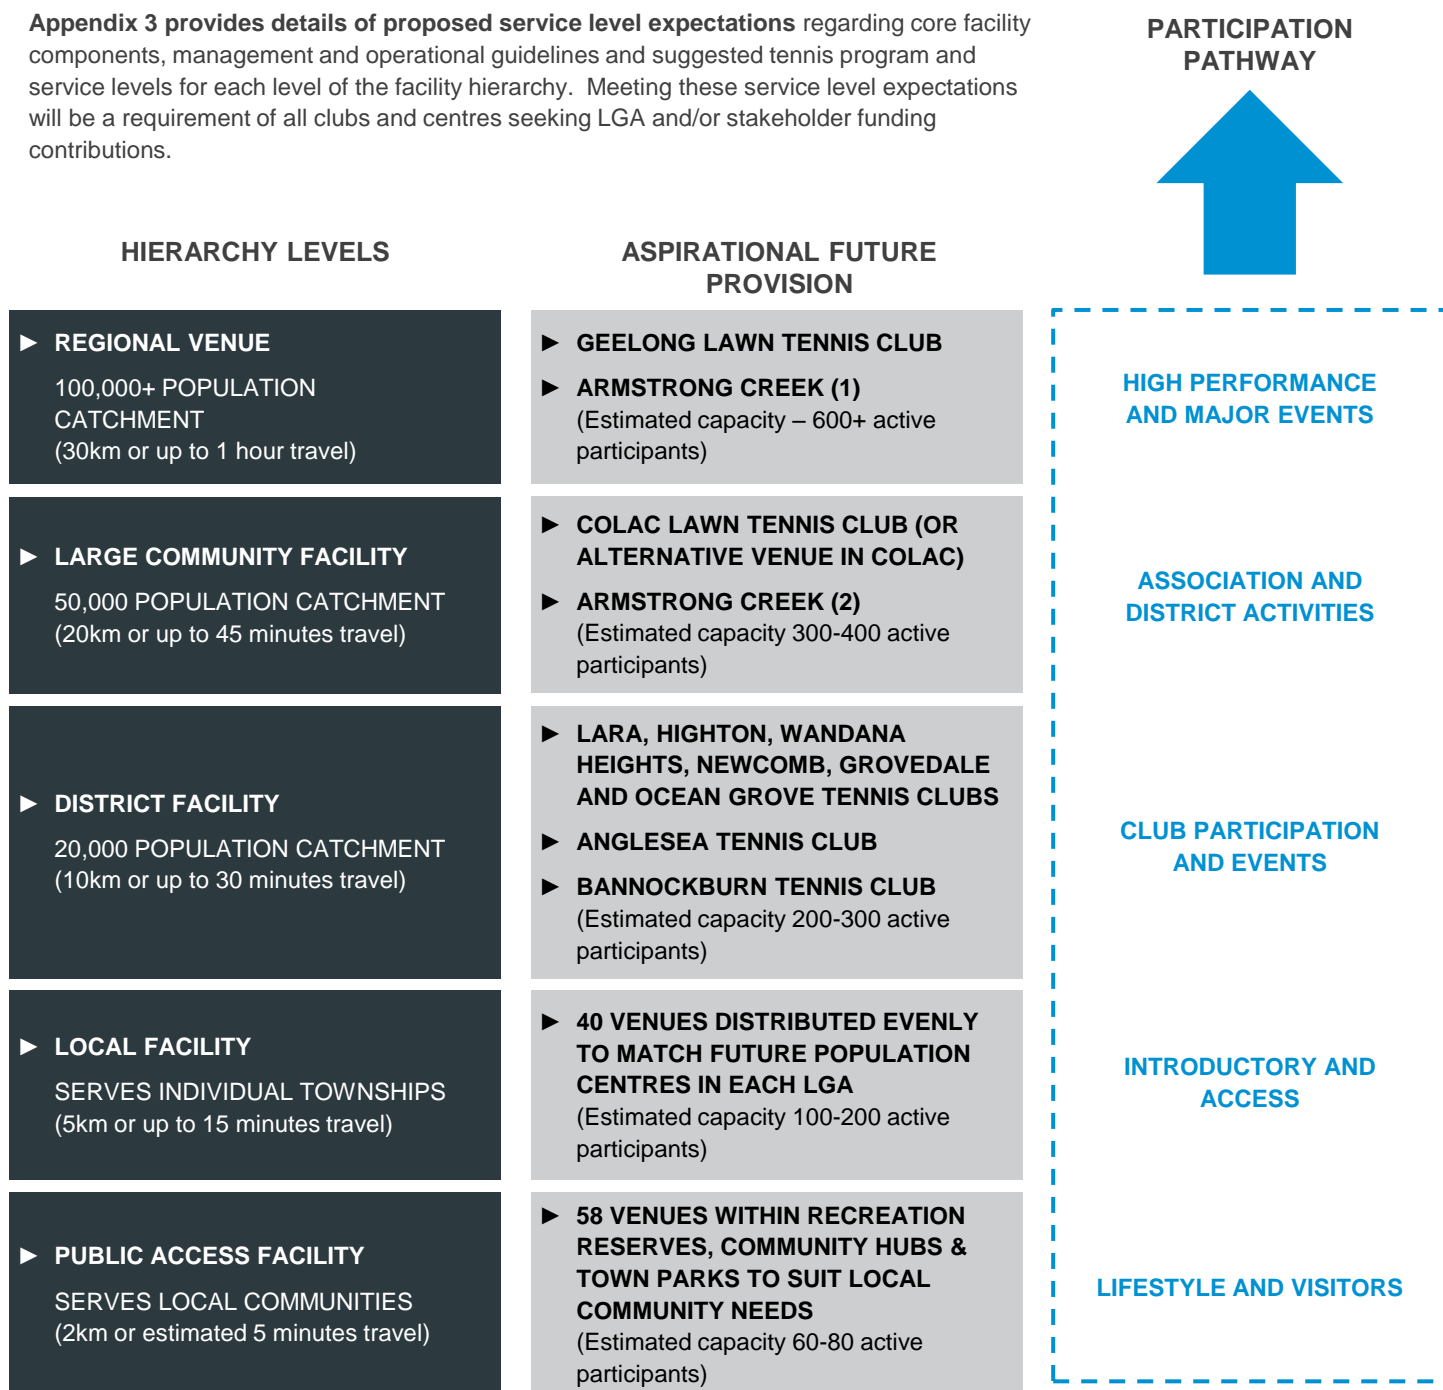 Appendix 3 provides details of proposed service level expectations regarding core facility
components, management and operational guidelines and suggested tennis program and
service levels for each level of the facility hierarchy. Meeting these service level expectations
will be a requirement of all clubs and centres seeking LGA and/or stakeholder funding
contributions.
PARTICIPATION
PATHWAY
HIERARCHY LEVELS
ASPIRATIONAL FUTURE
PROVISION
► REGIONAL VENUE
100,000+ POPULATION
CATCHMENT
(30km or up to 1 hour travel)
► GEELONG LAWN TENNIS CLUB
► ARMSTRONG CREEK (1)
(Estimated capacity – 600+ active
participants)
HIGH PERFORMANCE
AND MAJOR EVENTS
► LARGE COMMUNITY FACILITY
50,000 POPULATION CATCHMENT
(20km or up to 45 minutes travel)
► COLAC LAWN TENNIS CLUB (OR
ALTERNATIVE VENUE IN COLAC)
► ARMSTRONG CREEK (2)
(Estimated capacity 300-400 active
participants)
ASSOCIATION AND
DISTRICT ACTIVITIES
► DISTRICT FACILITY
20,000 POPULATION CATCHMENT
(10km or up to 30 minutes travel)
► LARA, HIGHTON, WANDANA
HEIGHTS, NEWCOMB, GROVEDALE
AND OCEAN GROVE TENNIS CLUBS
► ANGLESEA TENNIS CLUB
► BANNOCKBURN TENNIS CLUB
(Estimated capacity 200-300 active
participants)
CLUB PARTICIPATION
AND EVENTS
► LOCAL FACILITY
SERVES INDIVIDUAL TOWNSHIPS
(5km or up to 15 minutes travel)
► 40 VENUES DISTRIBUTED EVENLY
TO MATCH FUTURE POPULATION
CENTRES IN EACH LGA
(Estimated capacity 100-200 active
participants)
INTRODUCTORY AND
ACCESS
► PUBLIC ACCESS FACILITY
SERVES LOCAL COMMUNITIES
(2km or estimated 5 minutes travel)
► 58 VENUES WITHIN RECREATION
RESERVES, COMMUNITY HUBS &
TOWN PARKS TO SUIT LOCAL
COMMUNITY NEEDS
(Estimated capacity 60-80 active
participants)
LIFESTYLE AND VISITORS